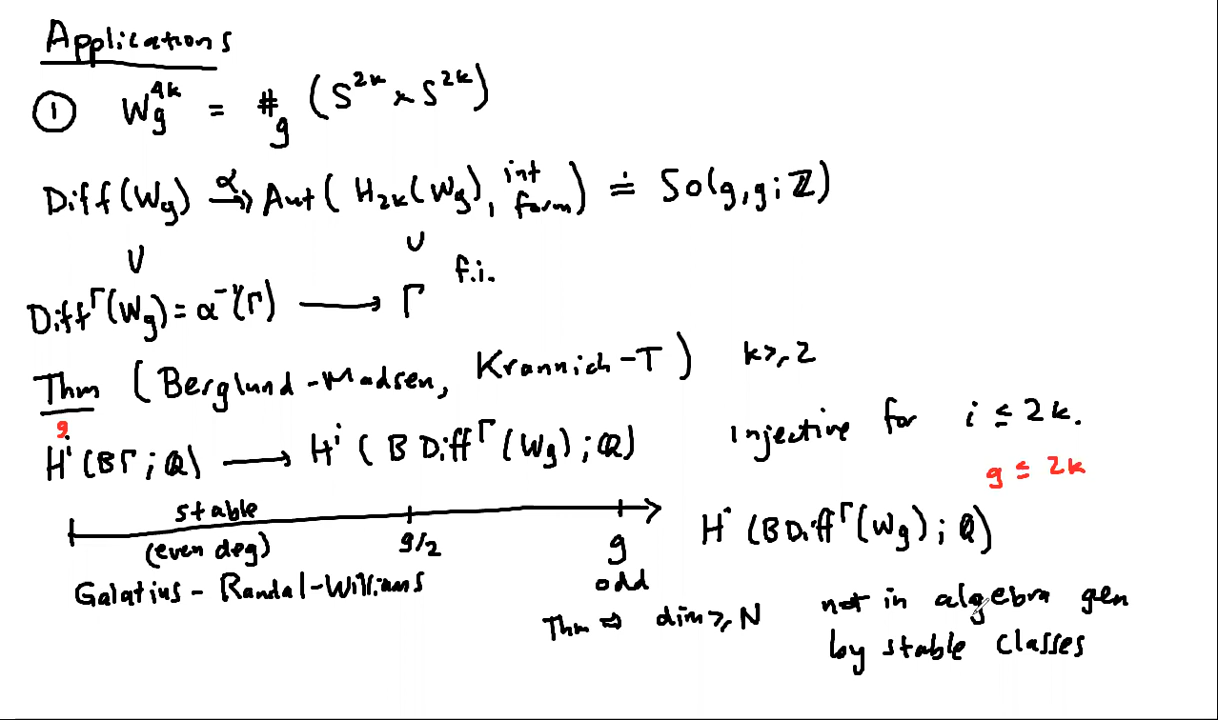 Applications
① W_g^{4k} = #_g (S^{2k} × S^{2k})
Diff(W_g) →^α Aut( H_{2k}(W_g), int form ) ≐ SO(g,g; ℤ)
∪ ∪ f.i.
Diff^Γ(W_g) = α^{-1}(Γ) ⟶ Γ
Thm (Berglund-Madsen, Krannich-T) k ≥ 2
g
H^i(BΓ; ℚ) ⟶ H^i(B Diff^Γ(W_g); ℚ) injective for i ≤ 2k.
g ≤ 2k
stable
(even deg) g/2 g odd
H^i(BDiff^Γ(W_g); ℚ)
Galatius - Randal-Williams
Thm ⇒ dim ≥ N not in algebra gen
by stable classes